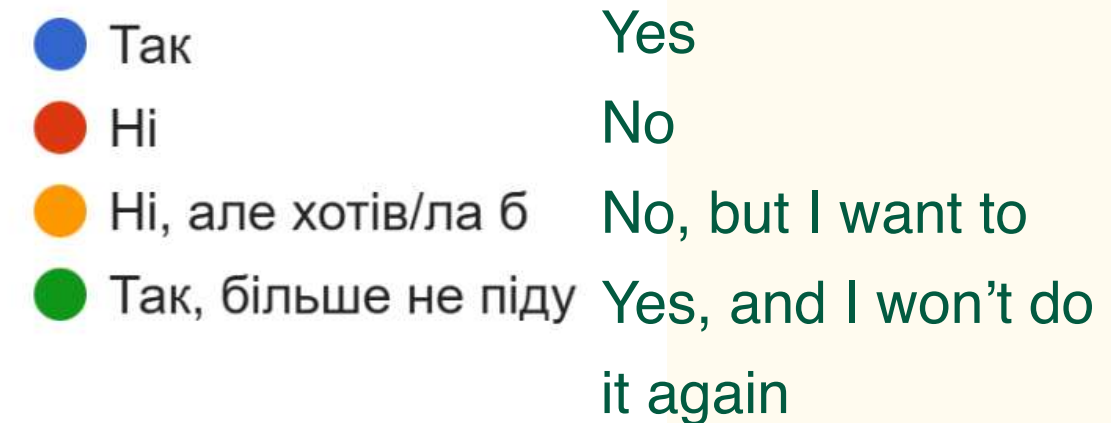 Так
Yes
Ні
No
Ні, але хотів/ла б
No, but I want to
Так, більше не піду
Yes, and I won’t do
it again